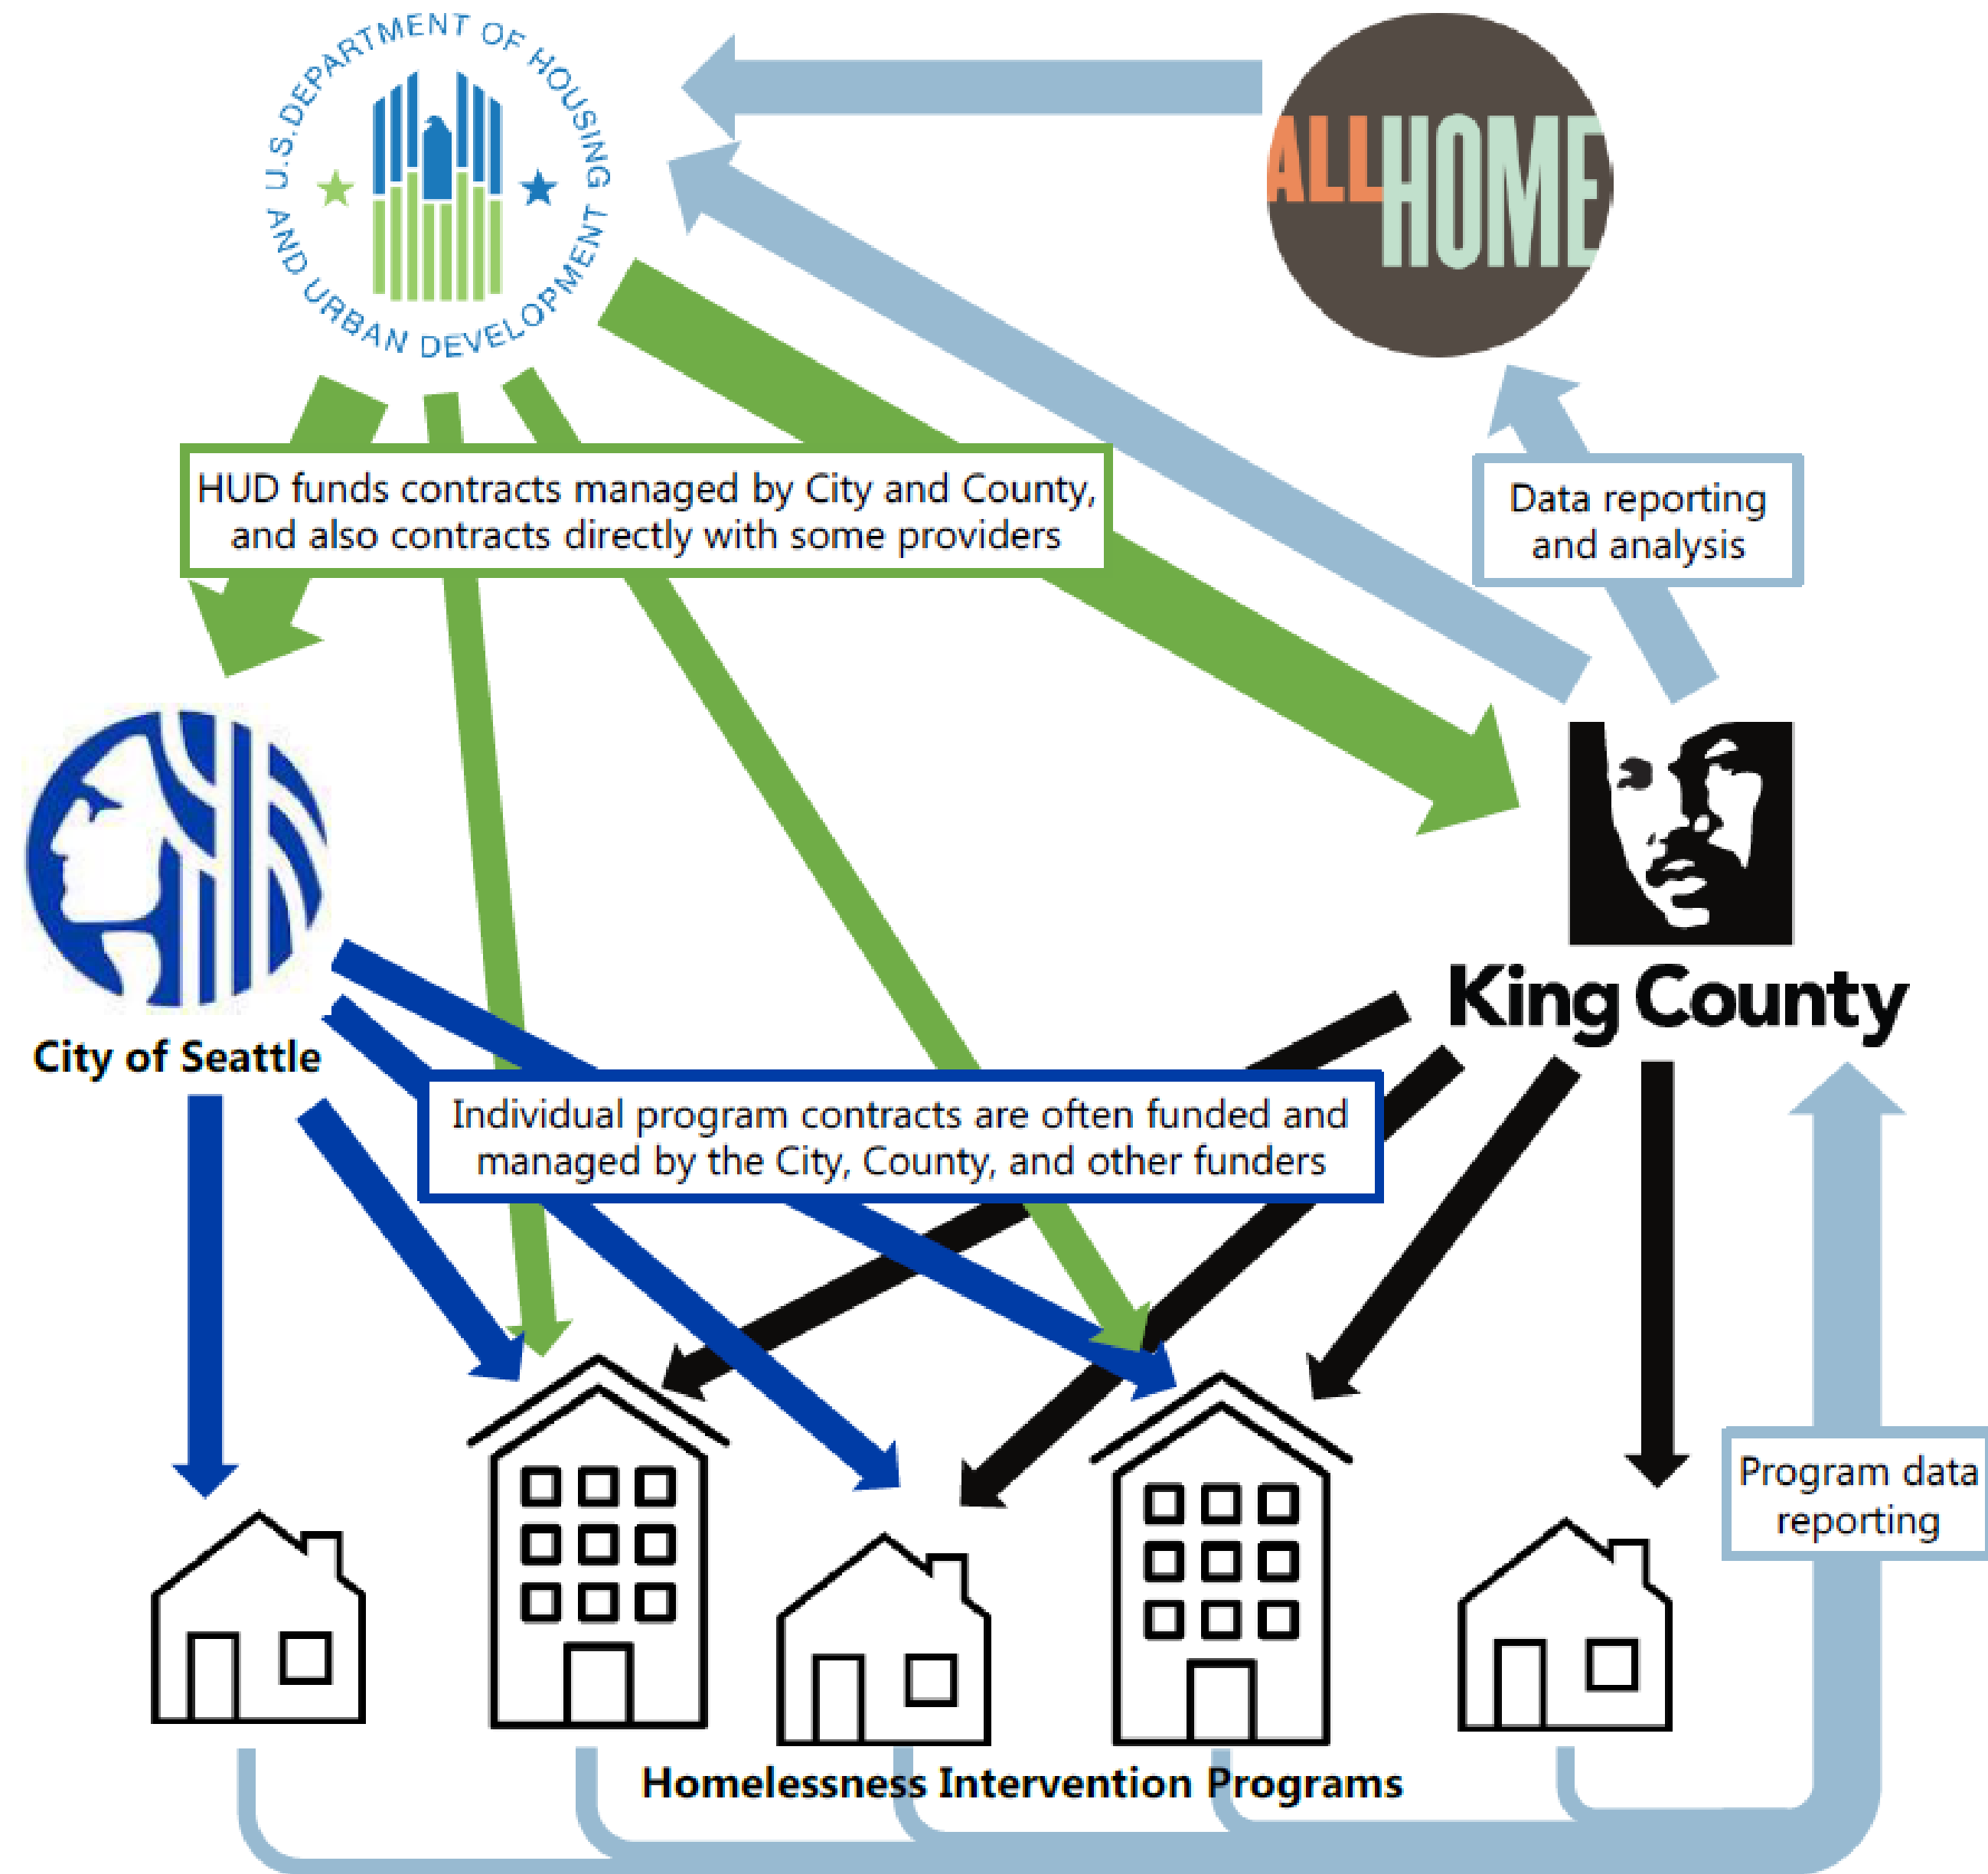 U.S. DEPARTMENT OF HOUSING
AND URBAN DEVELOPMENT
ALL
HOME
HUD funds contracts managed by City and County,
and also contracts directly with some providers
Data reporting
and analysis
City of Seattle
King County
Individual program contracts are often funded and
managed by the City, County, and other funders
Program data
reporting
Homelessness Intervention Programs